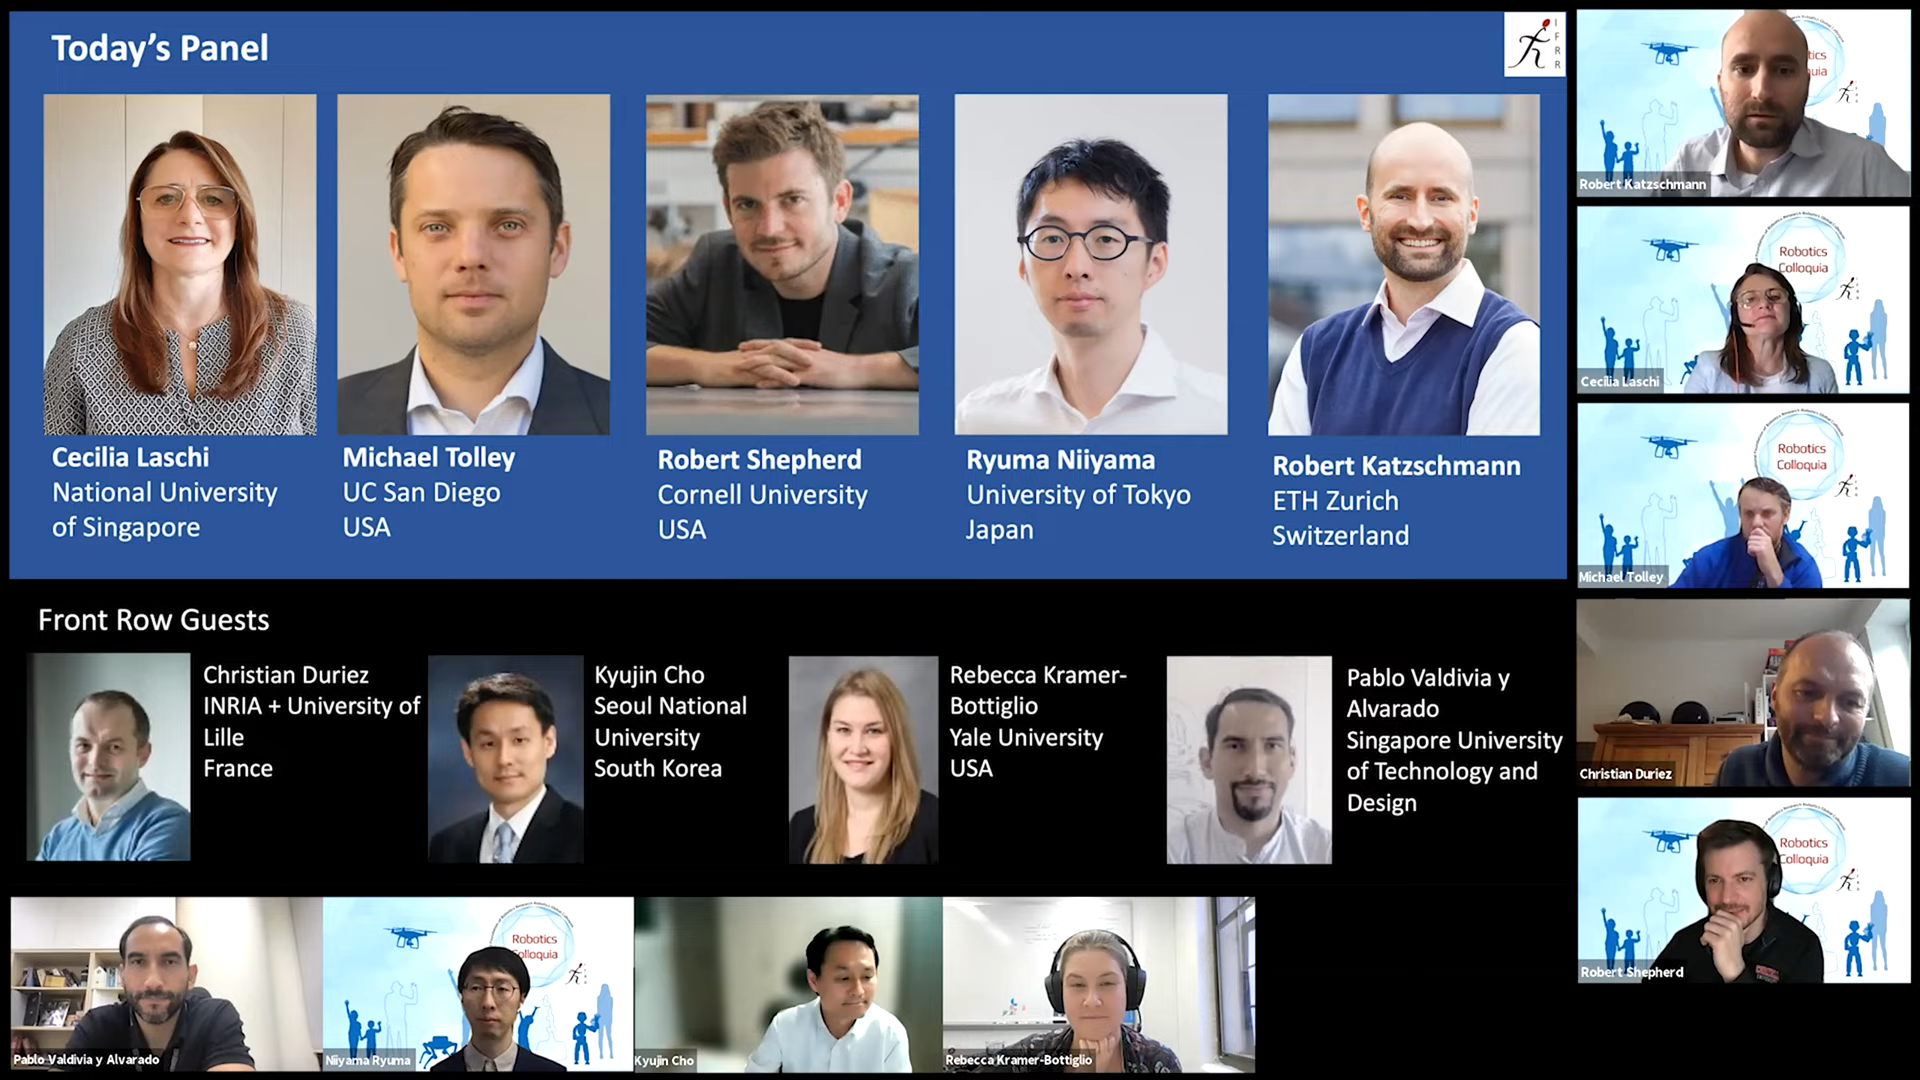 Today's Panel
I
F
R
R
Cecilia Laschi
National University
of Singapore
Michael Tolley
UC San Diego
USA
Robert Shepherd
Cornell University
USA
Ryuma Niiyama
University of Tokyo
Japan
Robert Katzschmann
ETH Zurich
Switzerland
Front Row Guests
Christian Duriez
INRIA + University of
Lille
France
Kyujin Cho
Seoul National
University
South Korea
Rebecca Kramer-
Bottiglio
Yale University
USA
Pablo Valdivia y
Alvarado
Singapore University
of Technology and
Design
Robert Katzschmann
Robotics
Colloquia
Cecilia Laschi
Robotics
Colloquia
Michael Tolley
Christian Duriez
Robotics
Colloquia
Robert Shepherd
Pablo Valdivia y Alvarado
Robotics
olloquia
Niiyama Ryuma
Kyujin Cho
Rebecca Kramer-Bottiglio